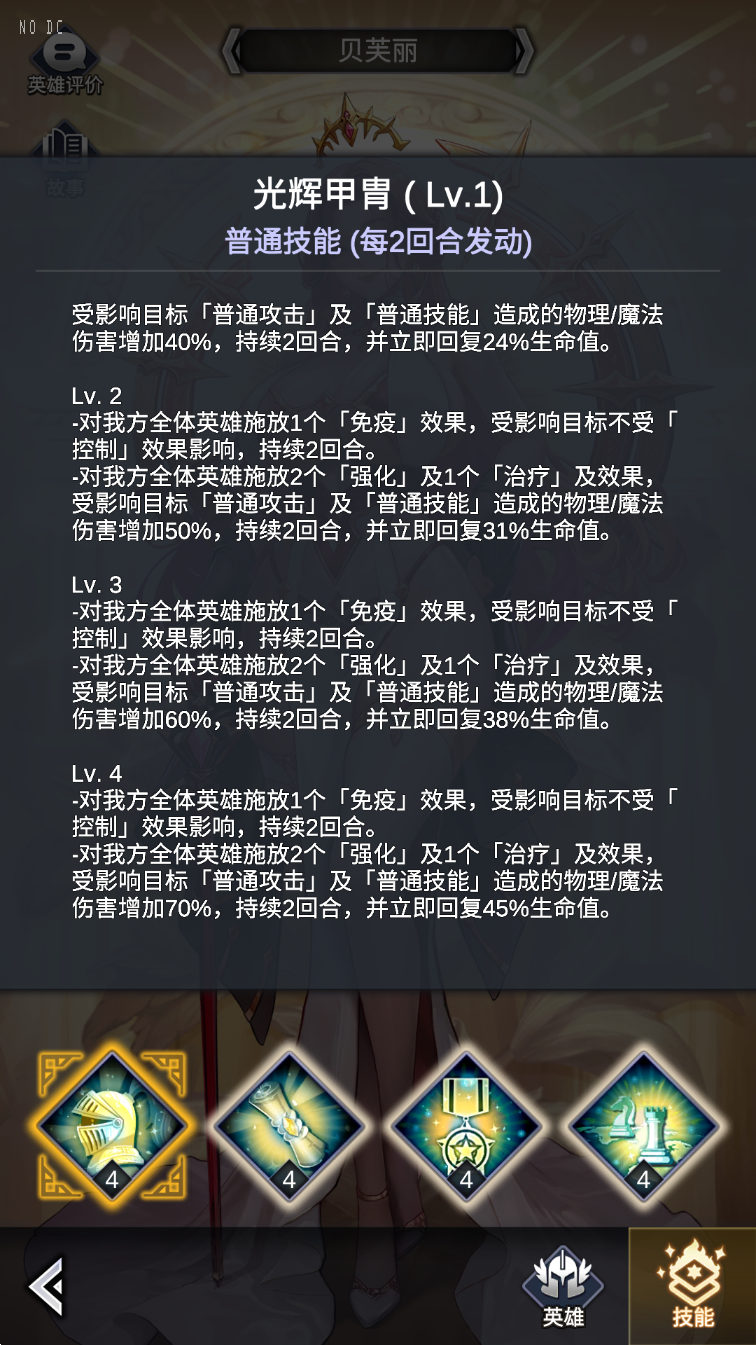 NO DC
贝芙丽
英雄评价
故事
光辉甲胄 ( Lv.1)
普通技能 (每2回合发动)
受影响目标「普通攻击」及「普通技能」造成的物理/魔法
伤害增加40%，持续2回合，并立即回复24%生命值。
Lv. 2
-对我方全体英雄施放1个「免疫」效果，受影响目标不受「
控制」效果影响，持续2回合。
-对我方全体英雄施放2个「强化」及1个「治疗」及效果，
受影响目标「普通攻击」及「普通技能」造成的物理/魔法
伤害增加50%，持续2回合，并立即回复31%生命值。
Lv. 3
-对我方全体英雄施放1个「免疫」效果，受影响目标不受「
控制」效果影响，持续2回合。
-对我方全体英雄施放2个「强化」及1个「治疗」及效果，
受影响目标「普通攻击」及「普通技能」造成的物理/魔法
伤害增加60%，持续2回合，并立即回复38%生命值。
Lv. 4
-对我方全体英雄施放1个「免疫」效果，受影响目标不受「
控制」效果影响，持续2回合。
-对我方全体英雄施放2个「强化」及1个「治疗」及效果，
受影响目标「普通攻击」及「普通技能」造成的物理/魔法
伤害增加70%，持续2回合，并立即回复45%生命值。
4 4 4 4
英雄 技能